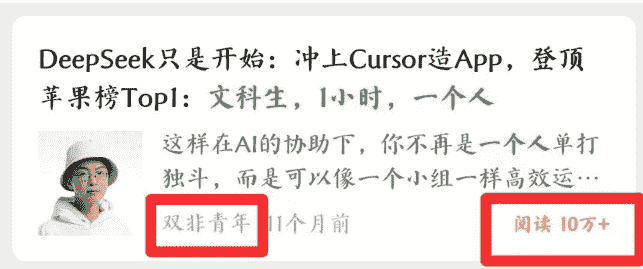 DeepSeek只是开始：冲上Cursor造App，登顶
苹果榜Top1：文科生，1小时，一个人
这样在AI的协助下，你不再是一个人单打
独斗，而是可以像一个小组一样高效运…
双非青年 11个月前 阅读 10万+